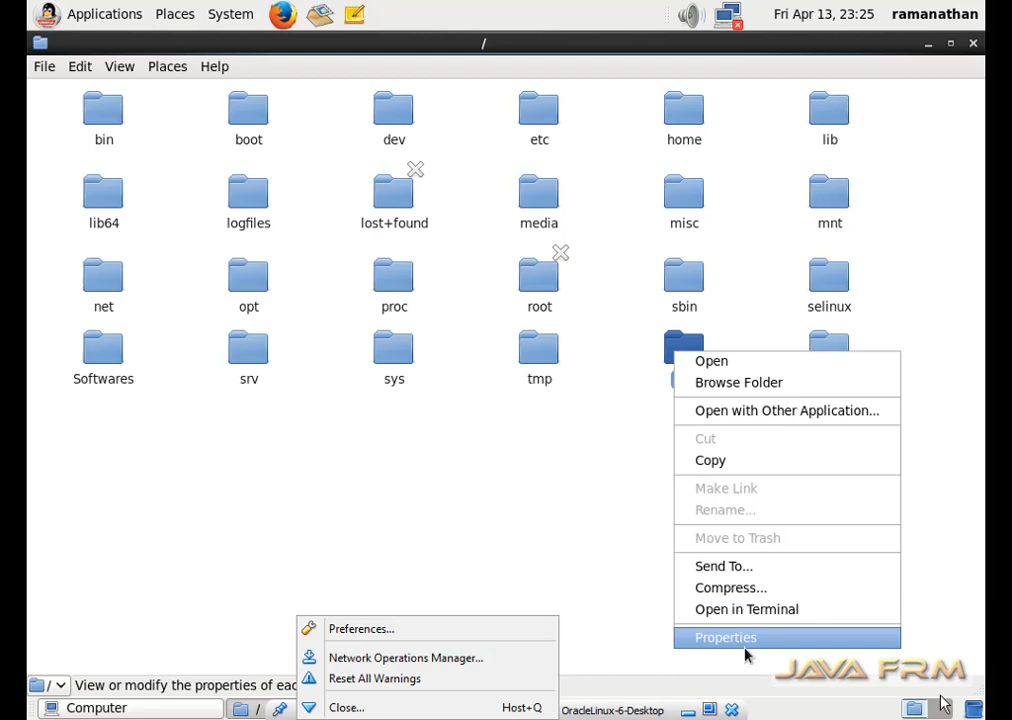 Applications Places System Fri Apr 13, 23:25 ramanathan
/
File Edit View Places Help
bin boot dev etc home lib
lib64 logfiles lost+found media misc mnt
net opt proc root sbin selinux
Softwares srv sys tmp
Open
Browse Folder
Open with Other Application...
Cut
Copy
Make Link
Rename...
Move to Trash
Send To...
Compress...
Open in Terminal
Properties
Preferences...
Network Operations Manager...
Reset All Warnings
Close... Host+Q
JAVA FRM
/ View or modify the properties of eac
Computer / OracleLinux-6-Desktop